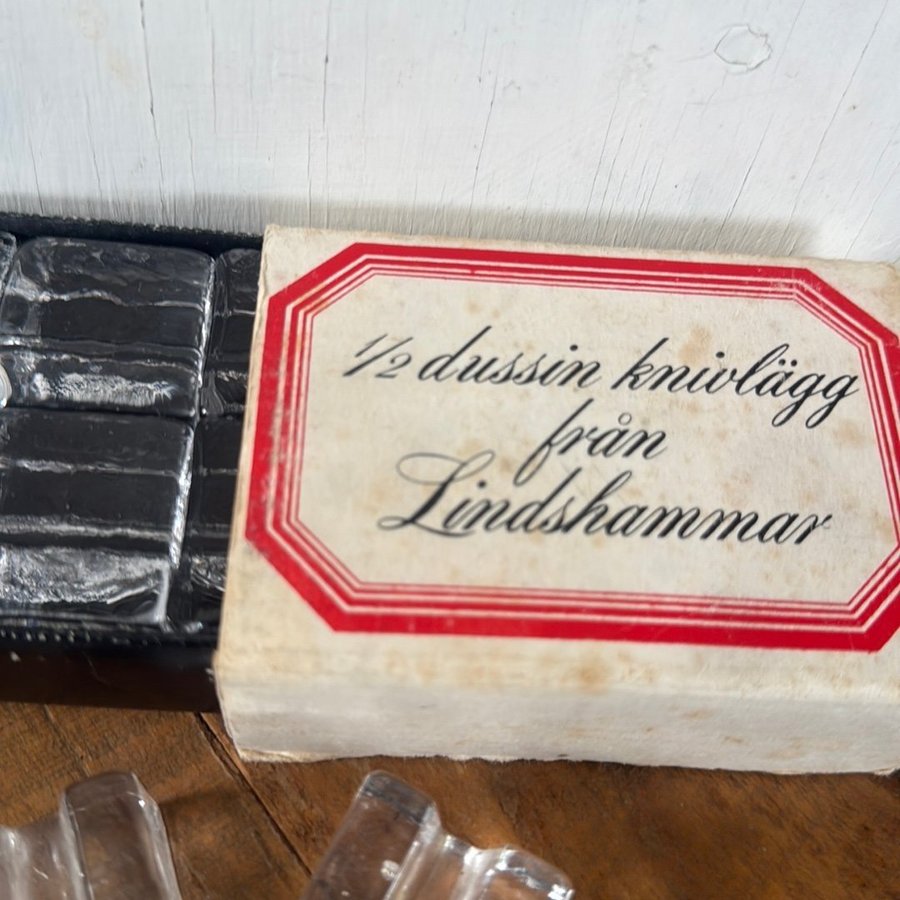 1/2 dussin knivlägg
från
Lindshammar